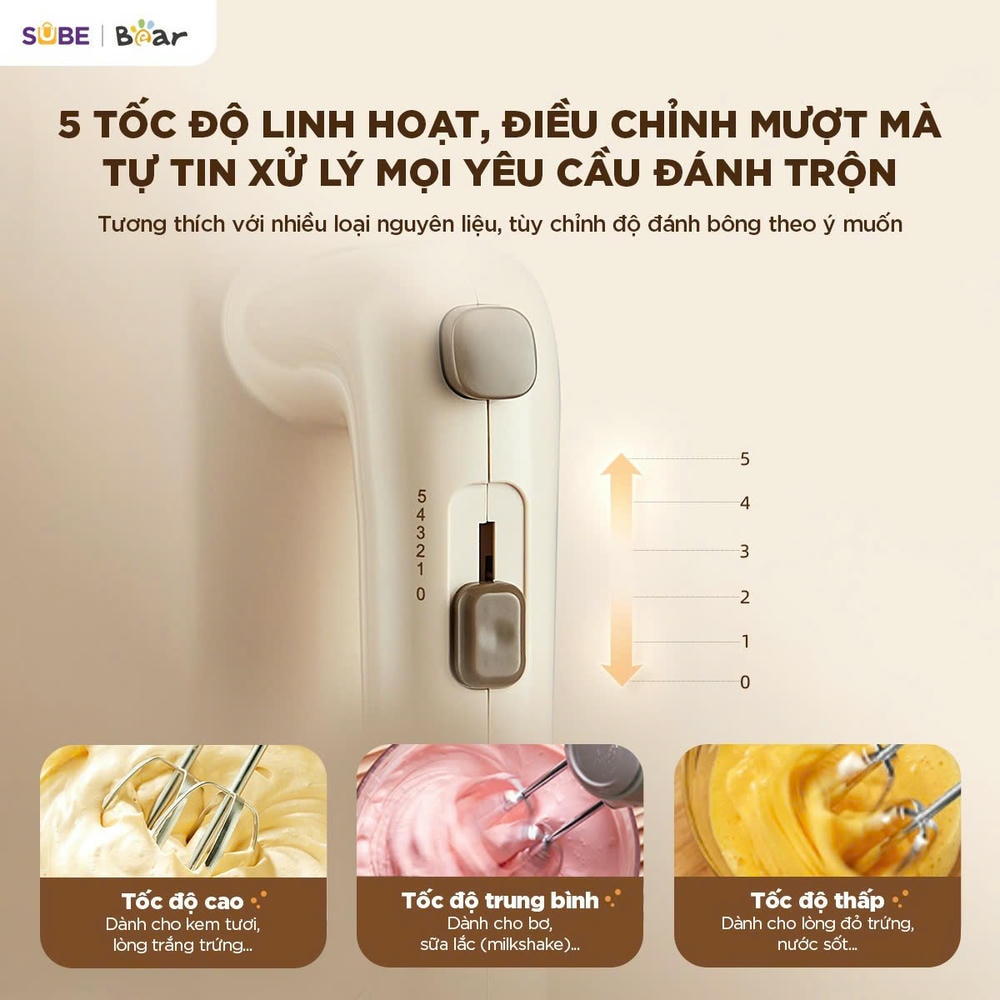 SUBE | Bear
5 TỐC ĐỘ LINH HOẠT, ĐIỀU CHỈNH MƯỢT MÀ
TỰ TIN XỬ LÝ MỌI YÊU CẦU ĐÁNH TRỘN
Tương thích với nhiều loại nguyên liệu, tùy chỉnh độ đánh bông theo ý muốn
5
4
3
2
1
0
5
4
3
2
1
0
Tốc độ cao
Dành cho kem tươi,
lòng trắng trứng...
Tốc độ trung bình
Dành cho bơ,
sữa lắc (milkshake)...
Tốc độ thấp
Dành cho lòng đỏ trứng,
nước sốt...